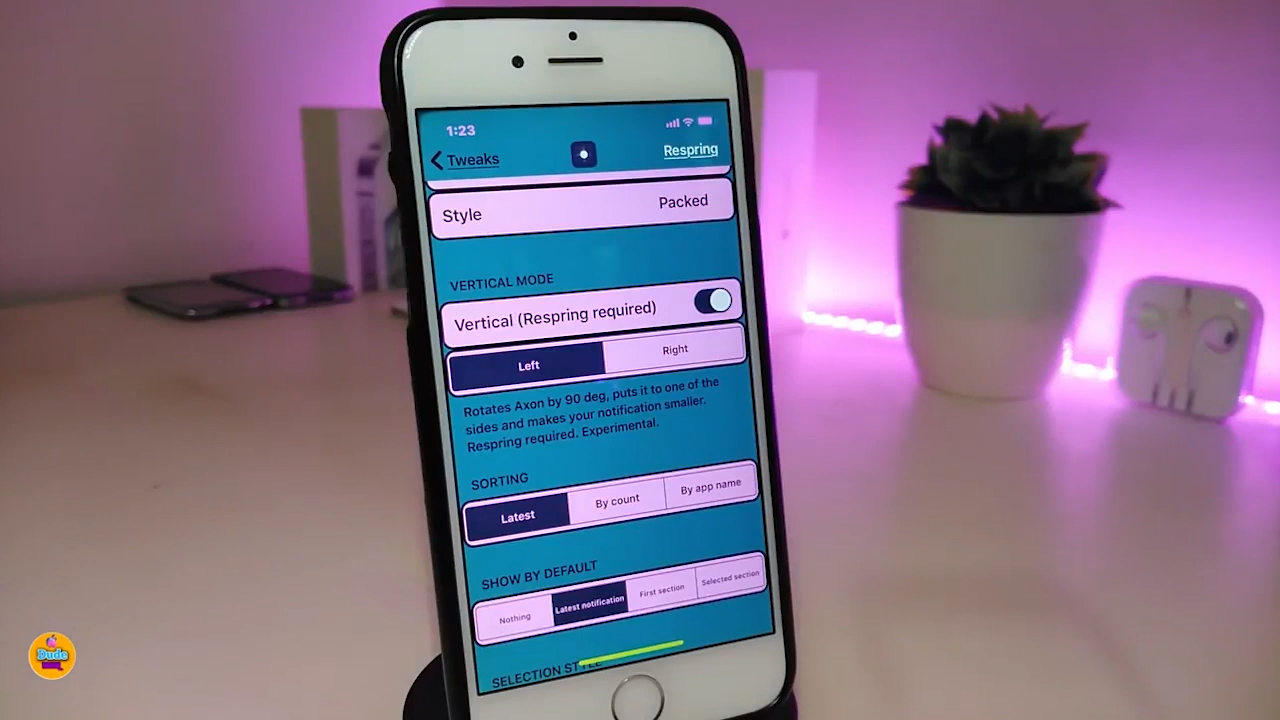 1:23
Tweaks
Respring
Style
Packed
VERTICAL MODE
Vertical (Respring required)
Left
Right
Rotates Axon by 90 deg, puts it to one of the
sides and makes your notification smaller.
Respring required. Experimental.
SORTING
Latest
By count
By app name
SHOW BY DEFAULT
Nothing
Latest notification
First section
Selected section
SELECTION STYLE
Dude